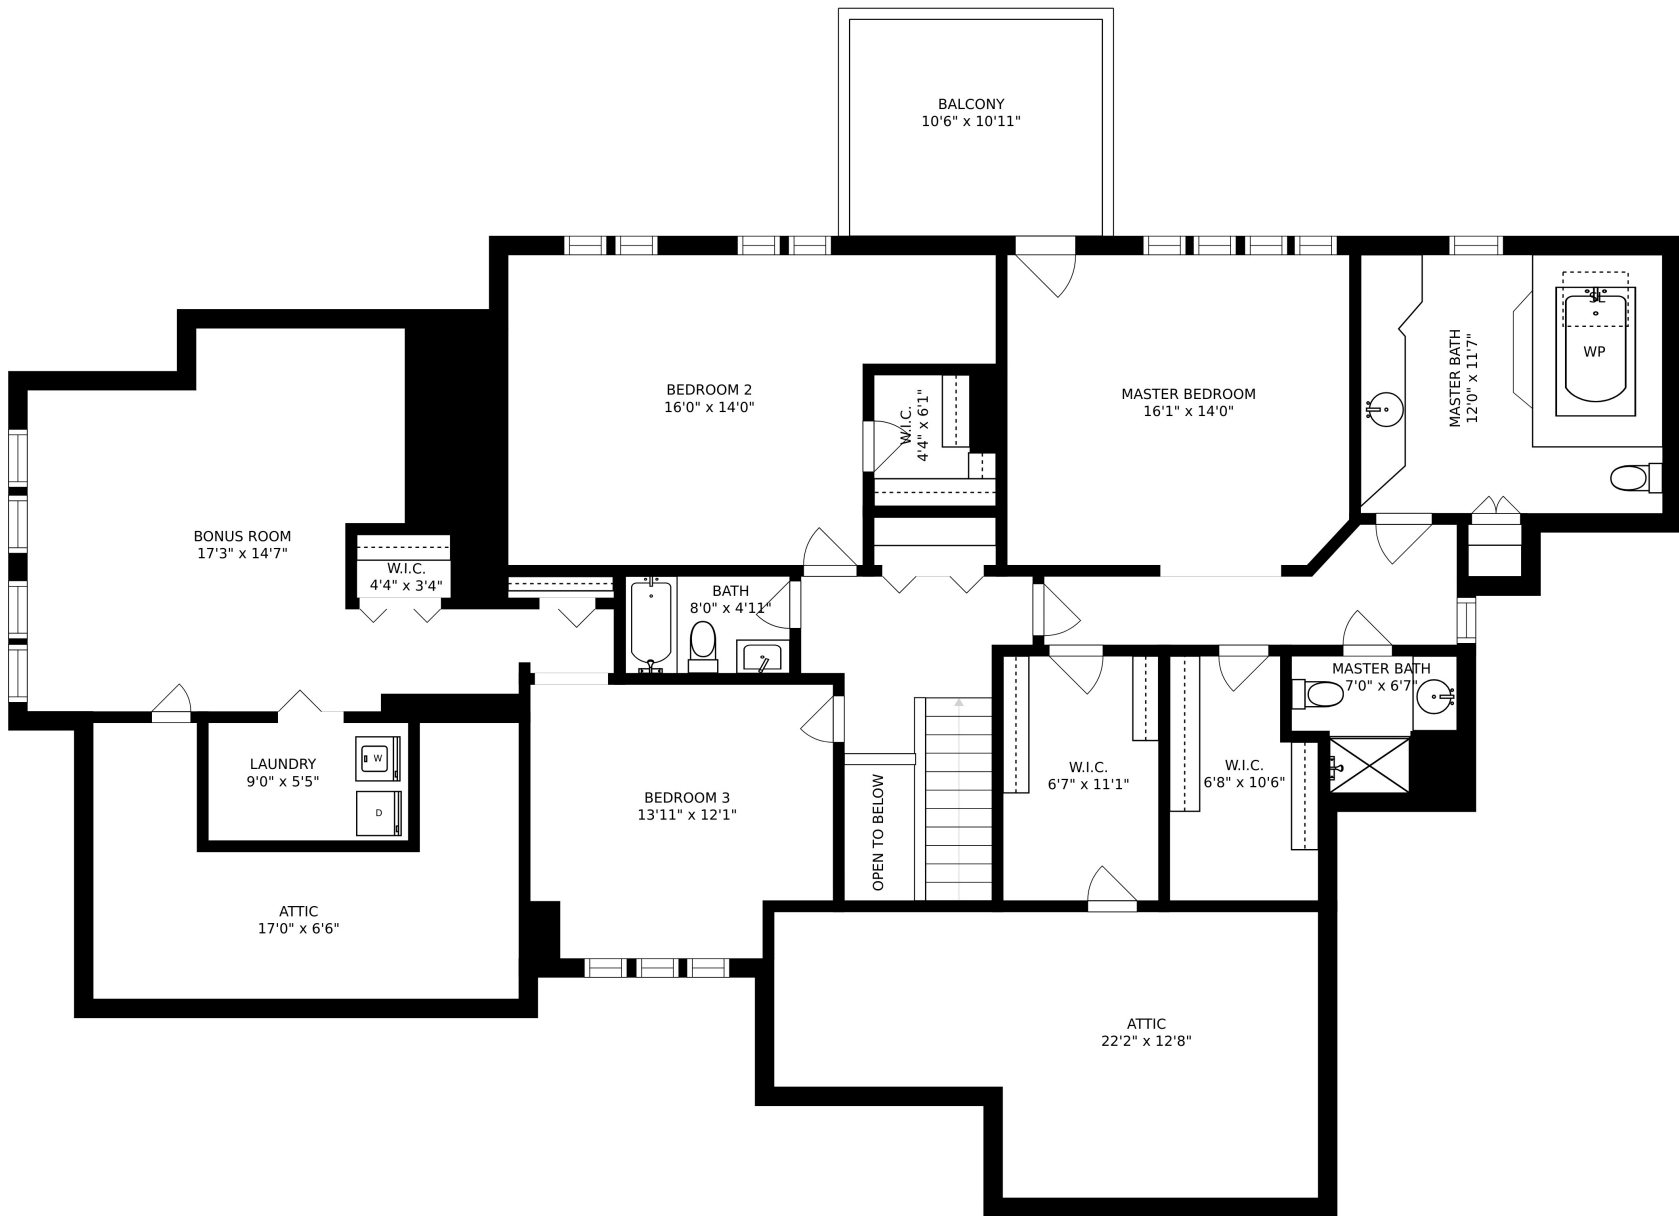 BALCONY
10'6" x 10'11"
BEDROOM 2
16'0" x 14'0"
W.I.C.
4'4" x 6'1"
MASTER BEDROOM
16'1" x 14'0"
MASTER BATH
12'0" x 11'7"
WP
BONUS ROOM
17'3" x 14'7"
W.I.C.
4'4" x 3'4"
BATH
8'0" x 4'11"
MASTER BATH
7'0" x 6'7"
LAUNDRY
9'0" x 5'5"
W
D
BEDROOM 3
13'11" x 12'1"
OPEN TO BELOW
W.I.C.
6'7" x 11'1"
W.I.C.
6'8" x 10'6"
ATTIC
17'0" x 6'6"
ATTIC
22'2" x 12'8"